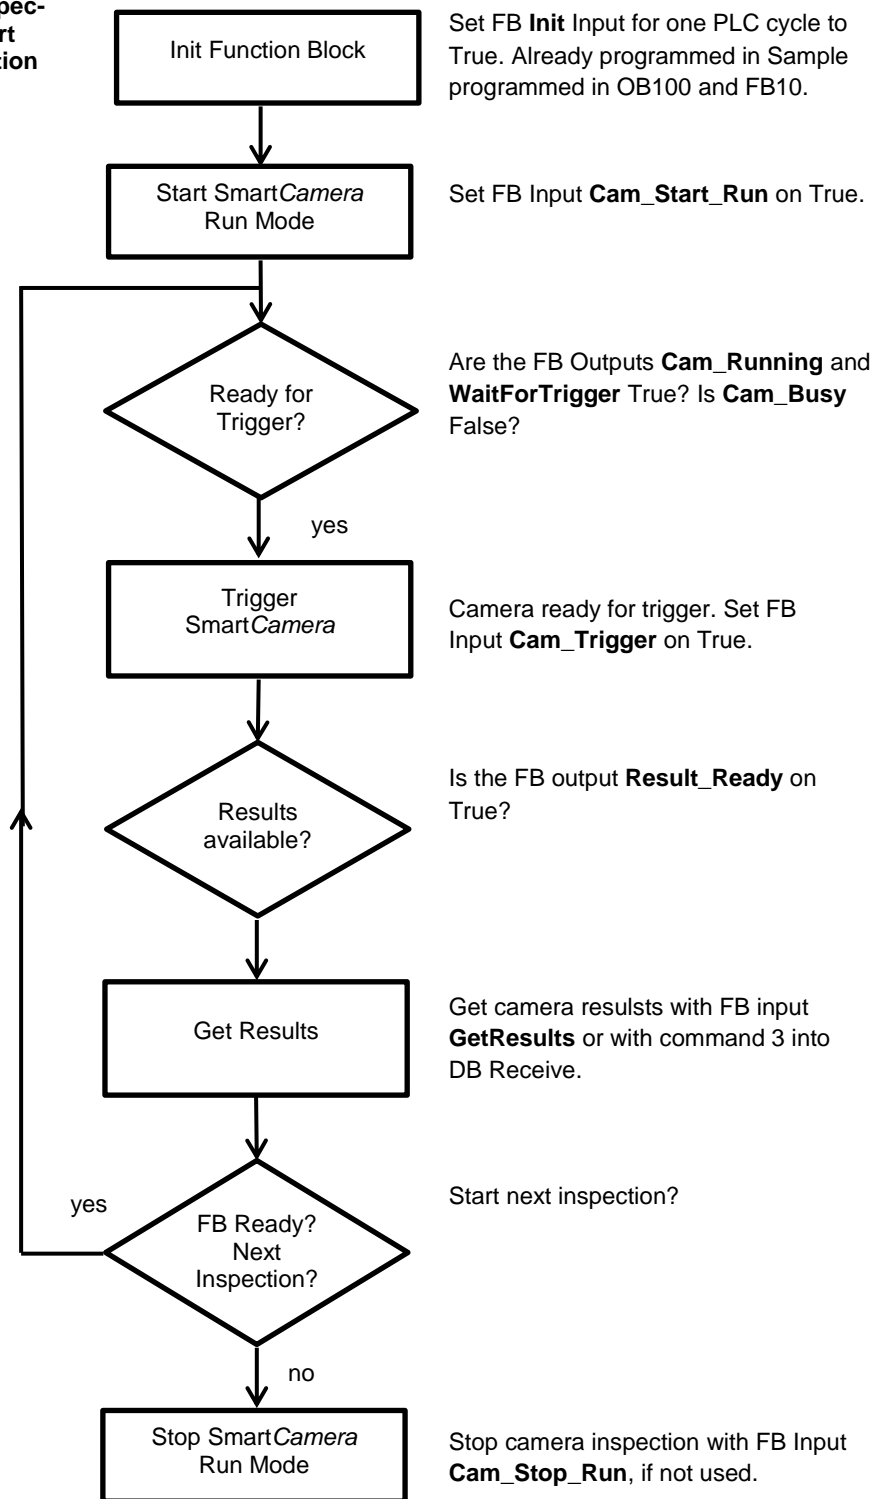 pec-
rt
tion
Init Function Block
Set FB Init Input for one PLC cycle to
True. Already programmed in Sample
programmed in OB100 and FB10.
Start SmartCamera
Run Mode
Set FB Input Cam_Start_Run on True.
Ready for
Trigger?
Are the FB Outputs Cam_Running and
WaitForTrigger True? Is Cam_Busy
False?
yes
Trigger
SmartCamera
Camera ready for trigger. Set FB
Input Cam_Trigger on True.
Results
available?
Is the FB output Result_Ready on
True?
Get Results
Get camera resulsts with FB input
GetResults or with command 3 into
DB Receive.
yes
FB Ready?
Next
Inspection?
Start next inspection?
no
Stop SmartCamera
Run Mode
Stop camera inspection with FB Input
Cam_Stop_Run, if not used.